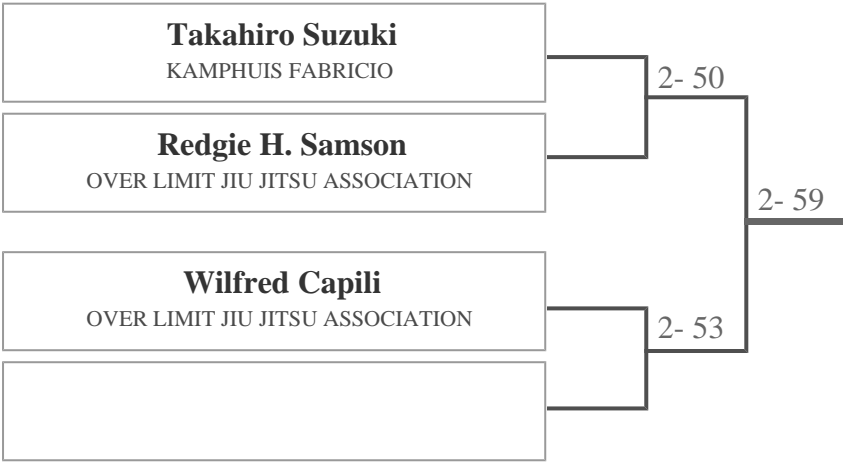 Takahiro Suzuki
KAMPHUIS FABRICIO
2- 50
Redgie H. Samson
OVER LIMIT JIU JITSU ASSOCIATION
2- 59
Wilfred Capili
OVER LIMIT JIU JITSU ASSOCIATION
2- 53